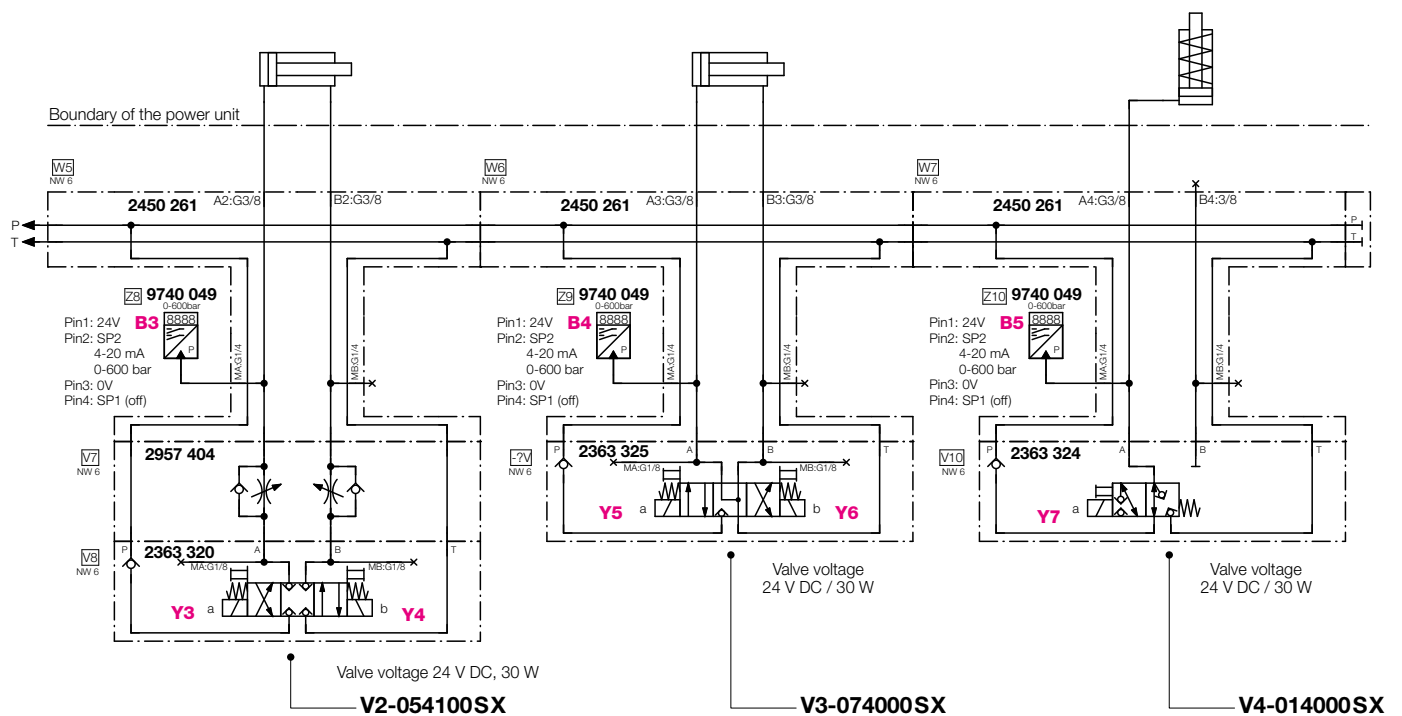 Boundary of the power unit
W5
NW 6
W6
NW 6
W7
NW 6
2450 261
A2:G3/8
B2:G3/8
2450 261
A3:G3/8
B3:G3/8
2450 261
A4:G3/8
B4:3/8
P
T
P
T
Z8 9740 049
0-600bar
B3
8888
P
Pin1: 24V
Pin2: SP2
4-20 mA
0-600 bar
Pin3: 0V
Pin4: SP1 (off)
MA:G1/4
MB:G1/4
Z9 9740 049
0-600bar
B4
8888
P
Pin1: 24V
Pin2: SP2
4-20 mA
0-600 bar
Pin3: 0V
Pin4: SP1 (off)
MA:G1/4
MB:G1/4
Z10 9740 049
0-600bar
B5
8888
P
Pin1: 24V
Pin2: SP2
4-20 mA
0-600 bar
Pin3: 0V
Pin4: SP1 (off)
MA:G1/4
MB:G1/4
V7
NW 6
2957 404
V8
NW 6
P
2363 320
A
B
T
MA:G1/8
MB:G1/8
Y3
a
b
Y4
-?V
NW 6
P
2363 325
A
B
T
MA:G1/8
MB:G1/8
Y5
a
b
Y6
V10
NW 6
P
2363 324
A
B
T
Y7
a
Valve voltage
24 V DC / 30 W
Valve voltage
24 V DC / 30 W
Valve voltage 24 V DC, 30 W
V2-054100SX
V3-074000SX
V4-014000SX